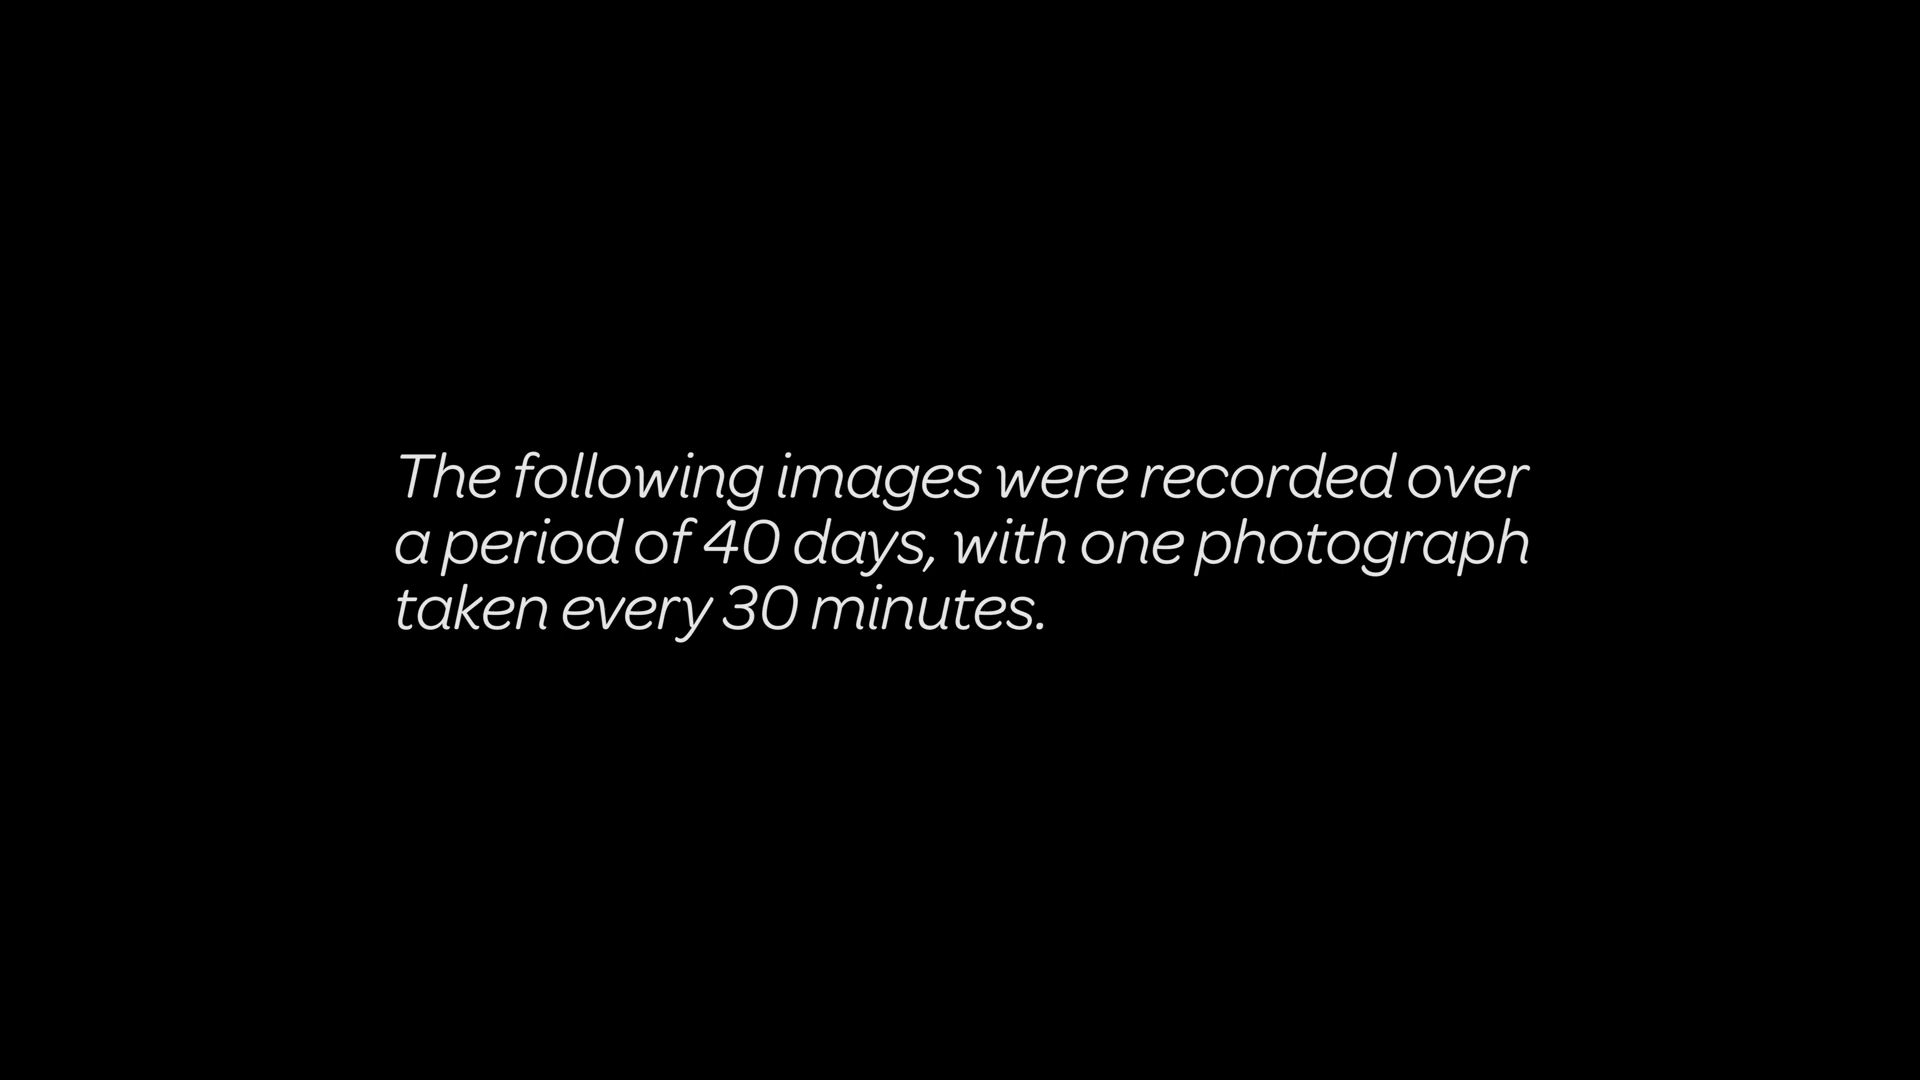 The following images were recorded over
a period of 40 days, with one photograph
taken every 30 minutes.